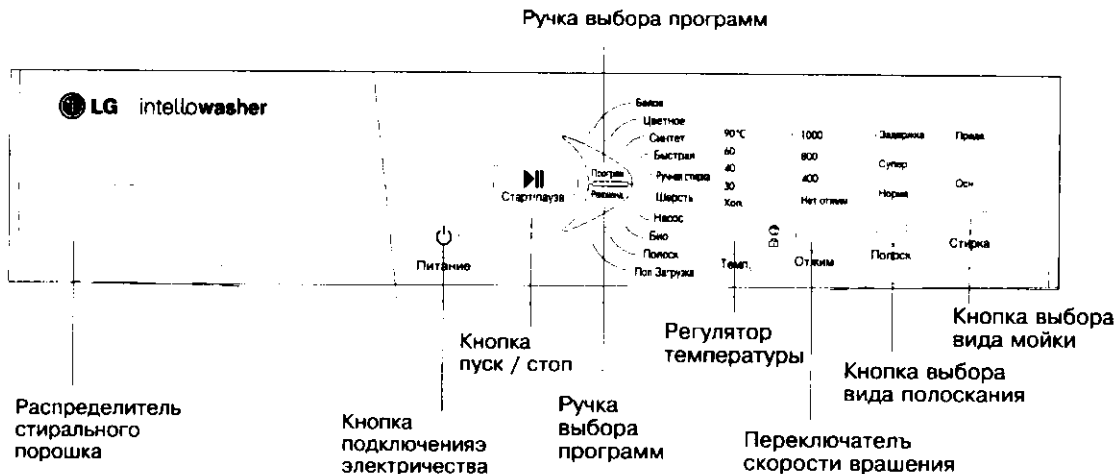 Ручка выбора программ
LG intellowasher
Белое
Цветное
Синтет
Быстрая
Ручная стирка
Шерсть
Насос
Био
Полоск
Пол Загрузка
Програм
Старт/пауза
Питание
90°C
60
40
30
Хол.
Темп.
1000
800
400
Нет отжим
Отжим
Задержка
Супер
Норма
Полоск
Предв.
Осн
Стирка
Кнопка
пуск / стоп
Регулятор
температуры
Кнопка выбора
вида мойки
Кнопка выбора
вида полоскания
Распределитель
стирального
порошка
Кнопка
подключенияэ
электричества
Ручка
выбора
программ
Переключатель
скорости врашения